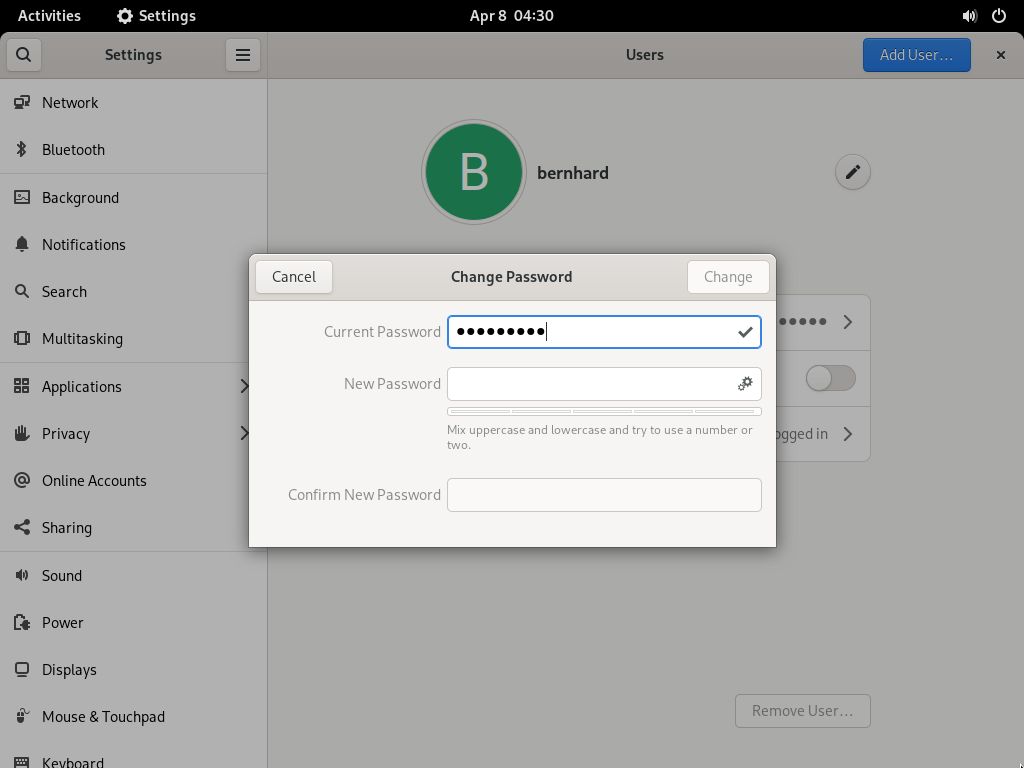 Activities
Settings
Apr 8 04:30
Settings
Users
Add User...
Network
Bluetooth
Background
Notifications
Search
Multitasking
Applications
Privacy
Online Accounts
Sharing
Sound
Power
Displays
Mouse & Touchpad
Keyboard
B
bernhard
Cancel
Change Password
Change
Current Password
●●●●●●●●●
New Password
Mix uppercase and lowercase and try to use a number or
two.
Confirm New Password
●●●●●
ogged in
Remove User...